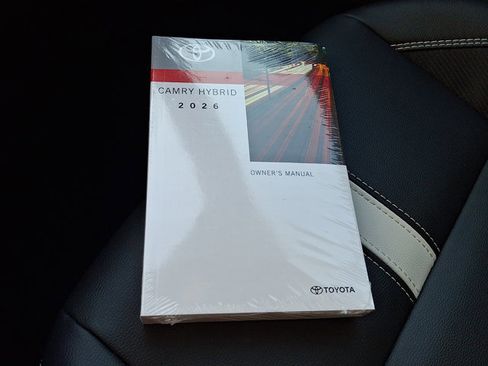 CAMRY HYBRID
2026
OWNER'S MANUAL
TOYOTA